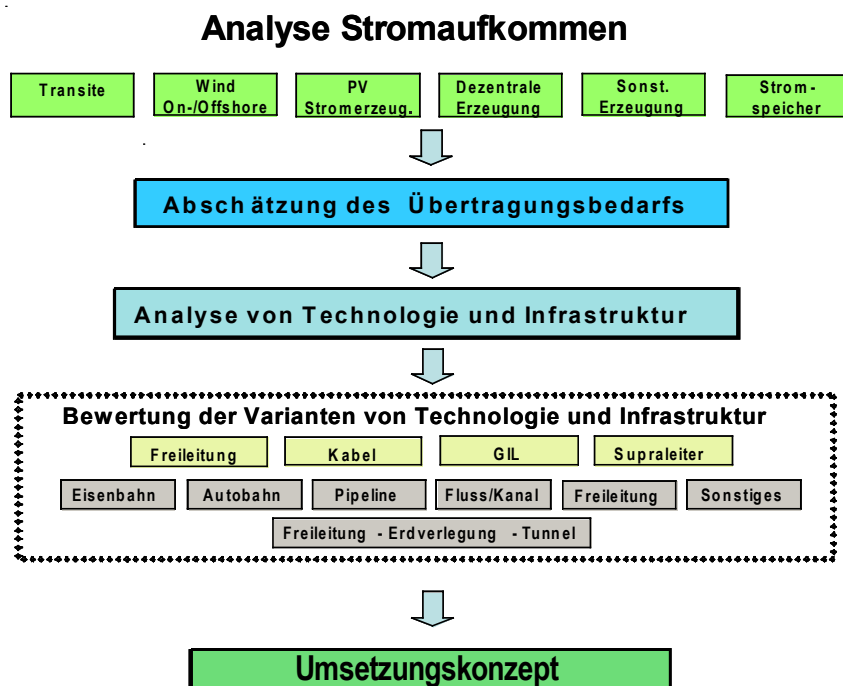 Analyse Stromaufkommen
Transite
Wind
On-/Offshore
PV
Stromerzeug.
Dezentrale
Erzeugung
Sonst.
Erzeugung
Strom-
speicher
Abschätzung des Übertragungsbedarfs
Analyse von Technologie und Infrastruktur
Bewertung der Varianten von Technologie und Infrastruktur
Freileitung Kabel GIL Supraleiter
Eisenbahn Autobahn Pipeline Fluss/Kanal Freileitung Sonstiges
Freileitung - Erdverlegung - Tunnel
Umsetzungskonzept